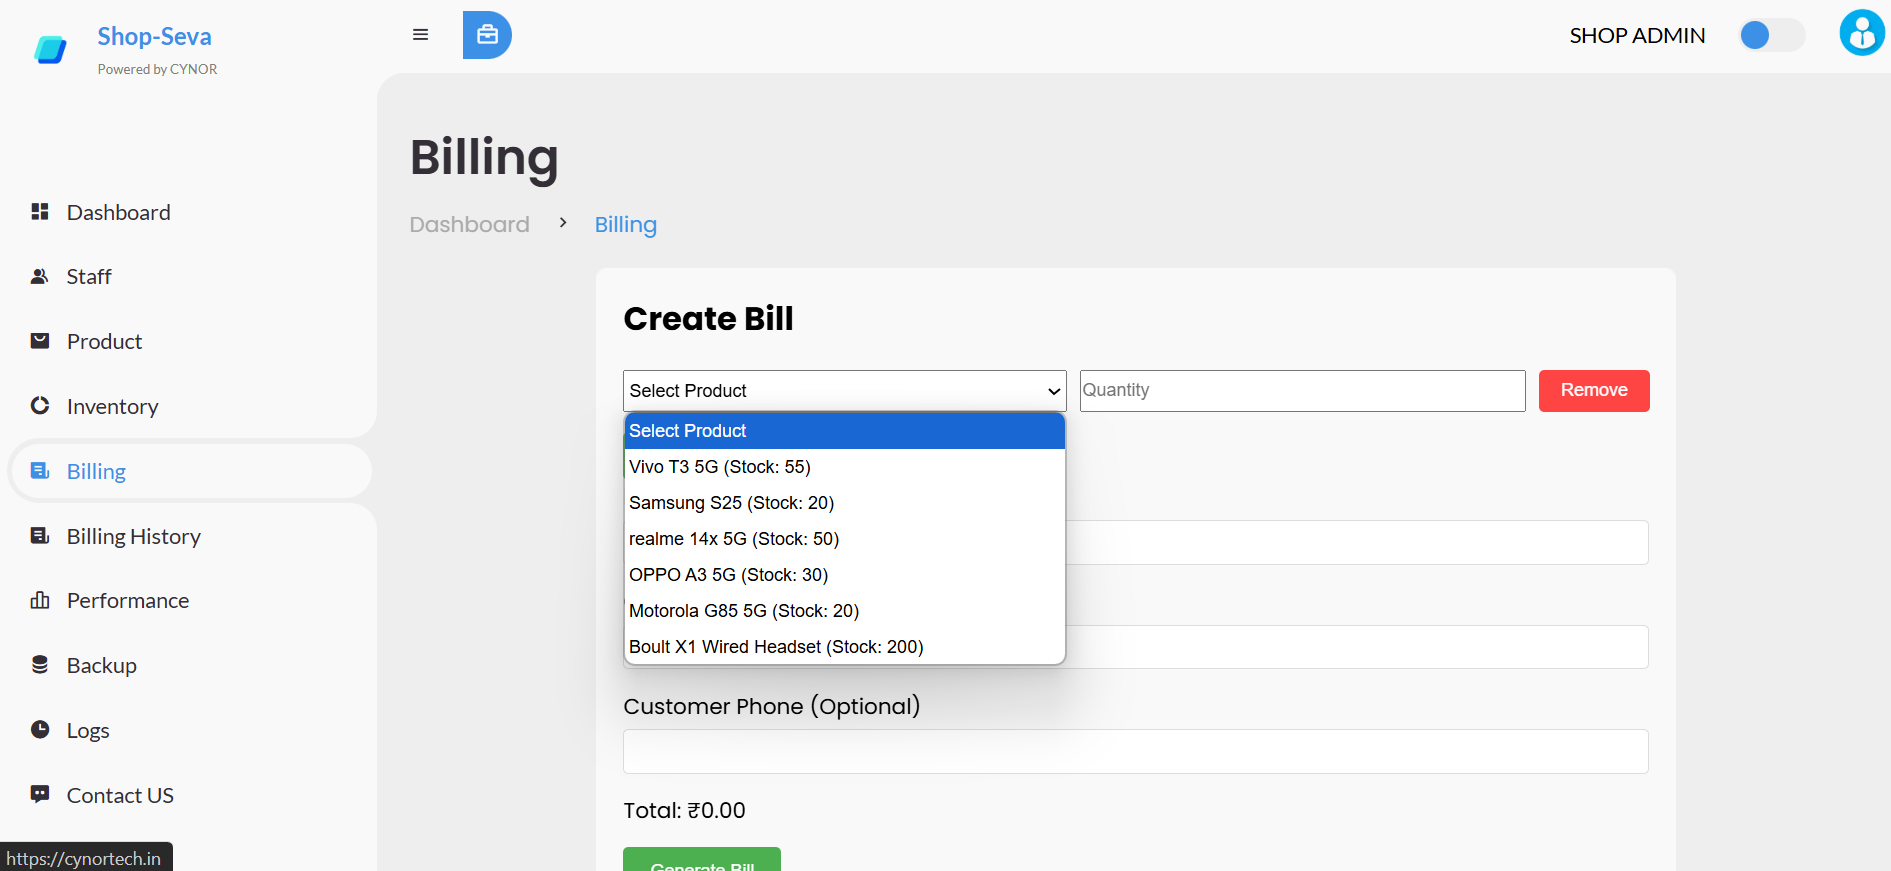 Shop-Seva
Powered by CYNOR
SHOP ADMIN
Dashboard
Staff
Product
Inventory
Billing
Billing History
Performance
Backup
Logs
Contact US
https://cynortech.in
Billing
Dashboard > Billing
Create Bill
Select Product
Quantity
Remove
Select Product
Vivo T3 5G (Stock: 55)
Samsung S25 (Stock: 20)
realme 14x 5G (Stock: 50)
OPPO A3 5G (Stock: 30)
Motorola G85 5G (Stock: 20)
Boult X1 Wired Headset (Stock: 200)
Customer Phone (Optional)
Total: ₹0.00
Generate Bill